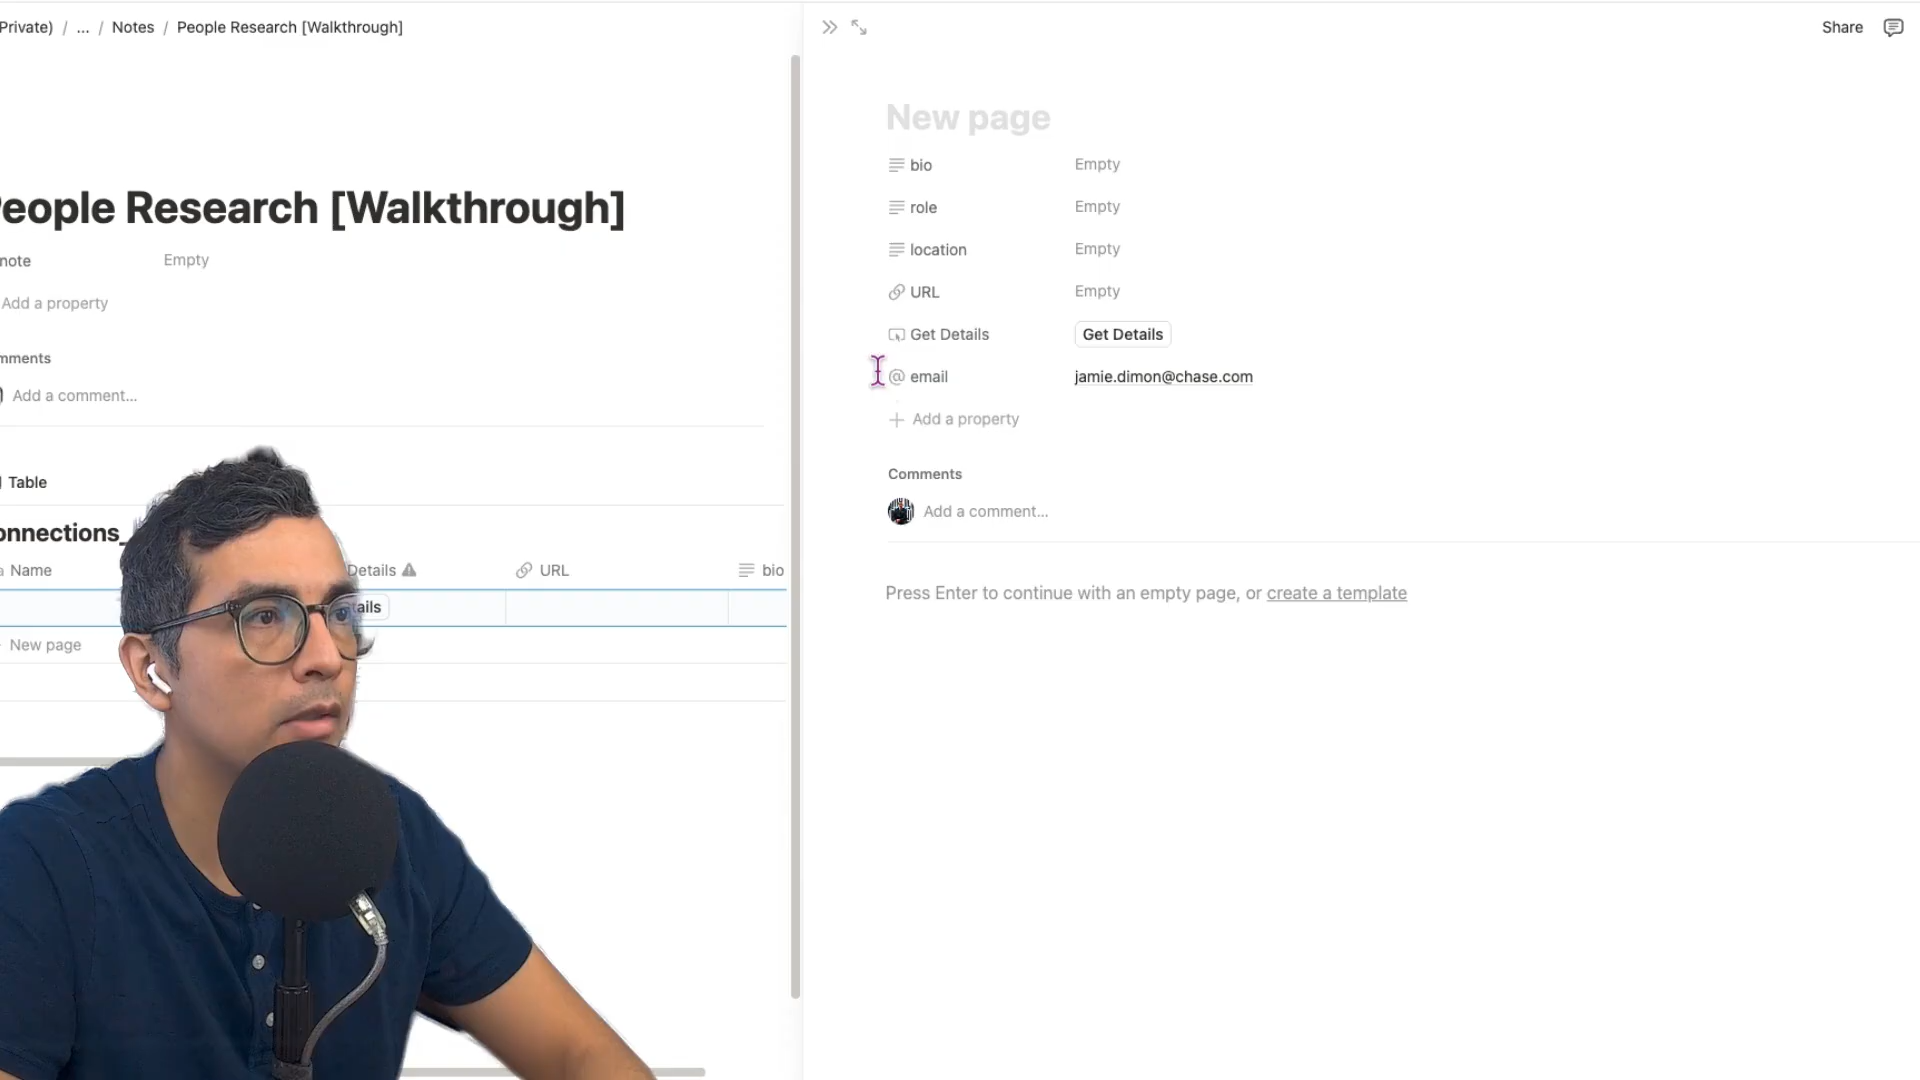 Private) / ... / Notes / People Research [Walkthrough]
People Research [Walkthrough]
note Empty
Add a property
mments
Add a comment...
Table
onnections_
Name Details URL bio
tails
New page
Share
New page
bio Empty
role Empty
location Empty
URL Empty
Get Details Get Details
@ email jamie.dimon@chase.com
+ Add a property
Comments
Add a comment...
Press Enter to continue with an empty page, or create a template